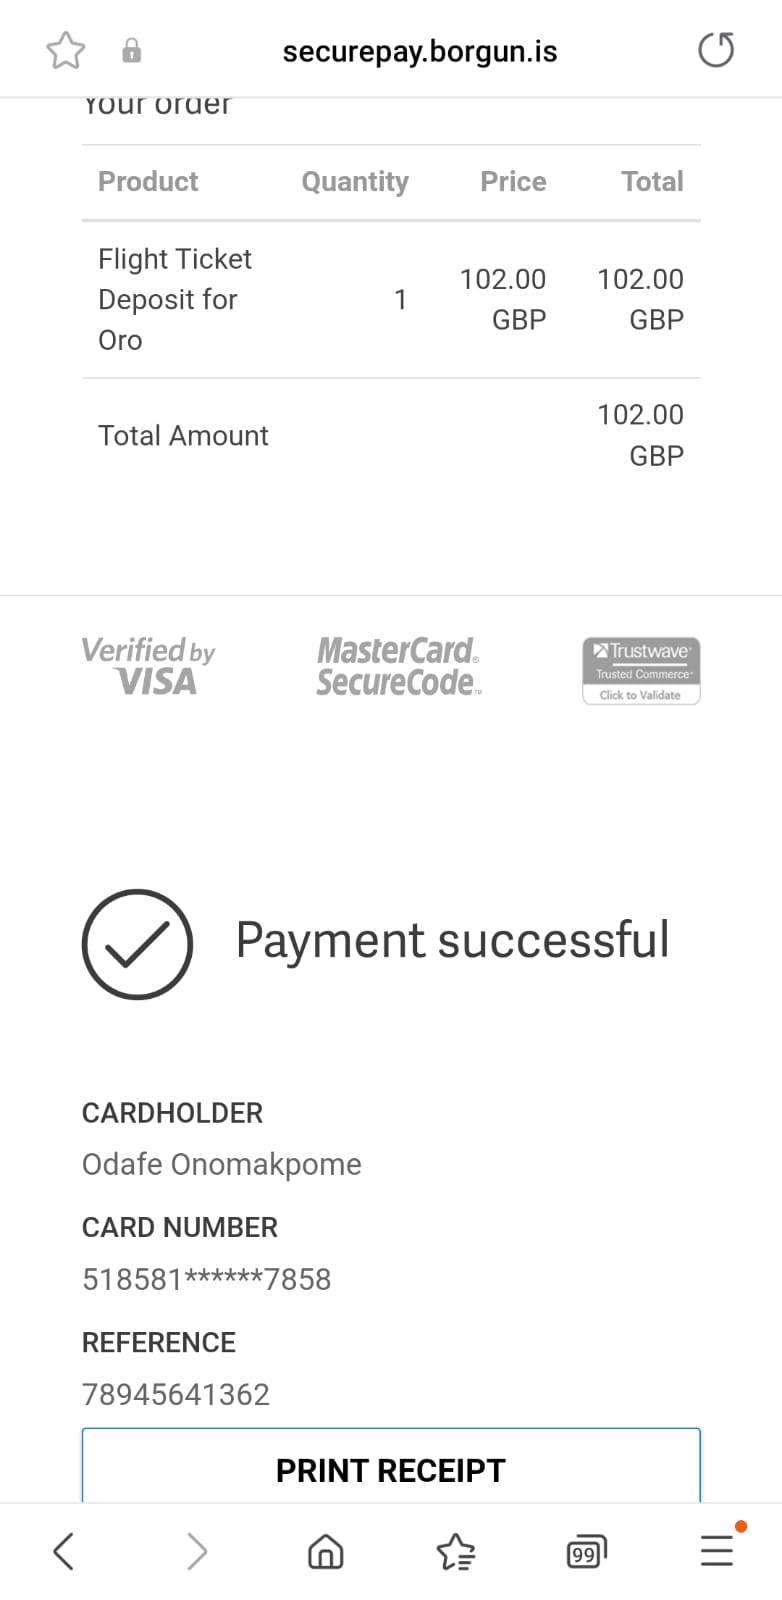 securepay.borgun.is
Your order
Product Quantity Price Total
Flight Ticket
Deposit for
Oro
1
102.00
GBP
102.00
GBP
Total Amount
102.00
GBP
Verified by
VISA
MasterCard.
SecureCode™
Trustwave
Trusted Commerce
Click to Validate
Payment successful
CARDHOLDER
Odafe Onomakpome
CARD NUMBER
518581******7858
REFERENCE
78945641362
PRINT RECEIPT
99